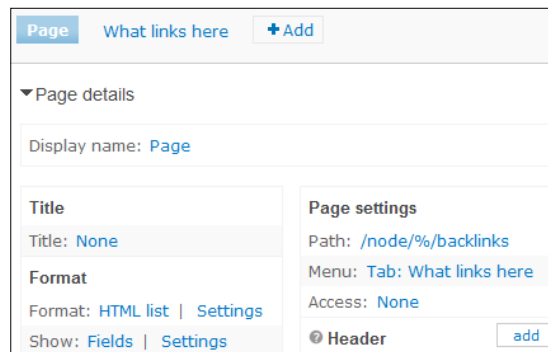 Page What links here +Add
Page details
Display name: Page
Title
Title: None
Format
Format: HTML list | Settings
Show: Fields | Settings
Page settings
Path: /node/%/backlinks
Menu: Tab: What links here
Access: None
Header add